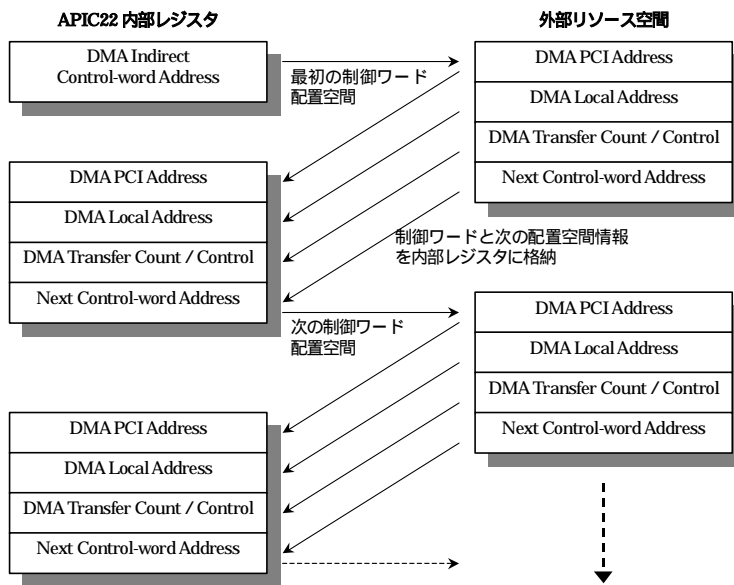 APIC22 内部レジスタ
外部リソース空間
DMA Indirect
Control-word Address
最初の制御ワード
配置空間
DMA PCI Address
DMA Local Address
DMA Transfer Count / Control
Next Control-word Address
DMA PCI Address
DMA Local Address
DMA Transfer Count / Control
Next Control-word Address
制御ワードと次の配置空間情報
を内部レジスタに格納
次の制御ワード
配置空間
DMA PCI Address
DMA Local Address
DMA Transfer Count / Control
Next Control-word Address
DMA PCI Address
DMA Local Address
DMA Transfer Count / Control
Next Control-word Address